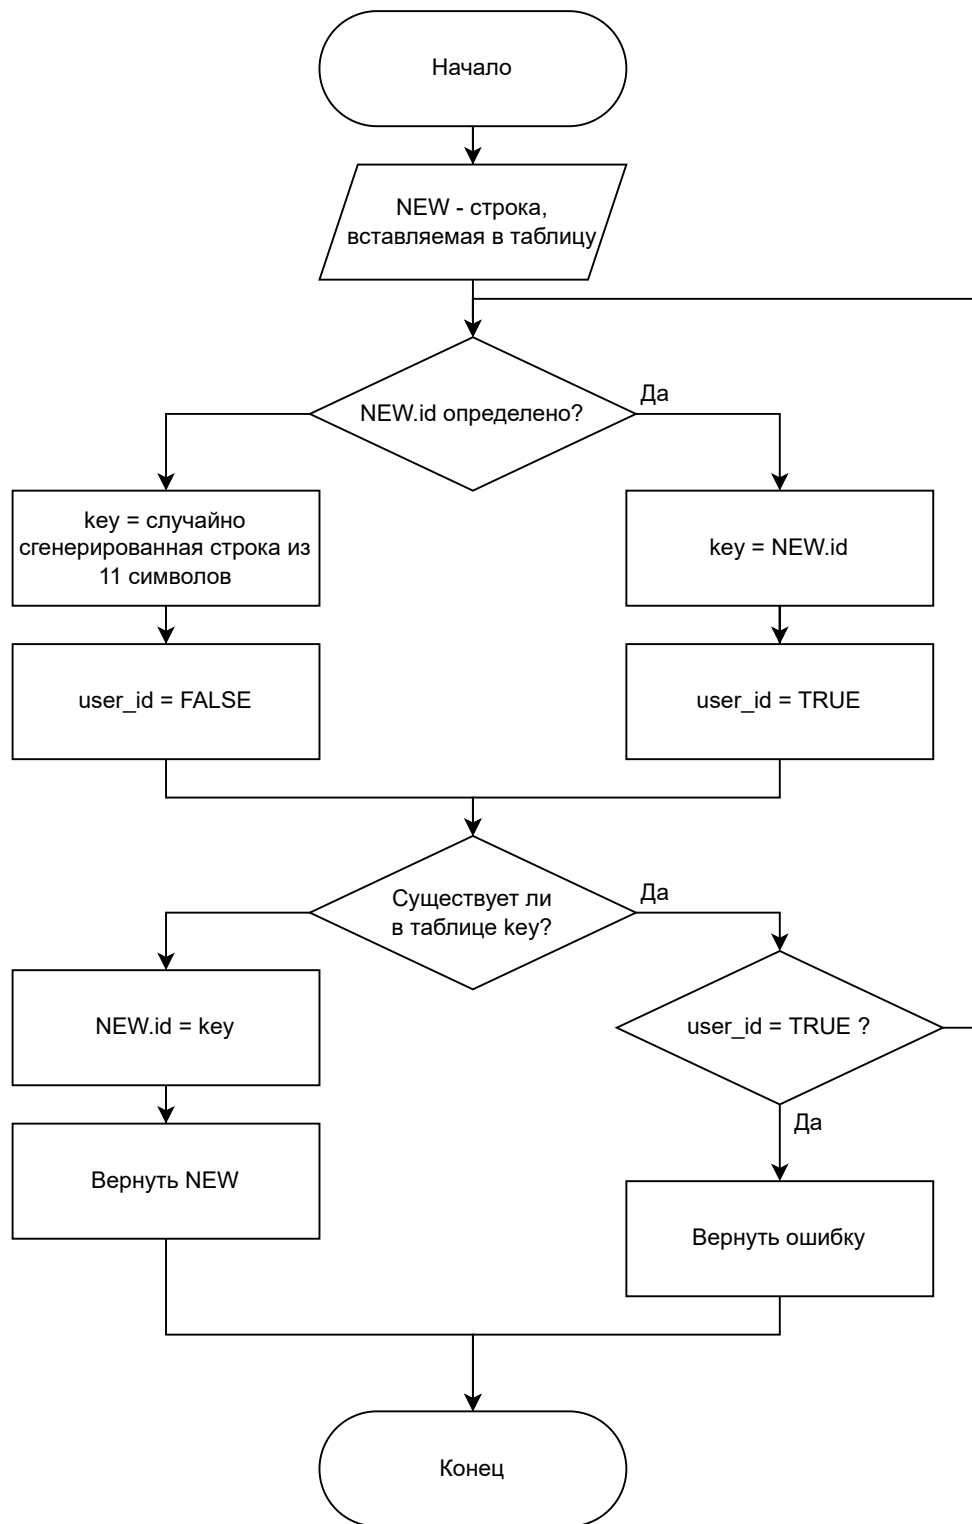 Начало
NEW - строка,
вставляемая в таблицу
NEW.id определено?
Да
key = случайно
сгенерированная строка из
11 символов
key = NEW.id
user_id = FALSE
user_id = TRUE
Существует ли
в таблице key?
Да
NEW.id = key
user_id = TRUE ?
Да
Вернуть NEW
Вернуть ошибку
Конец